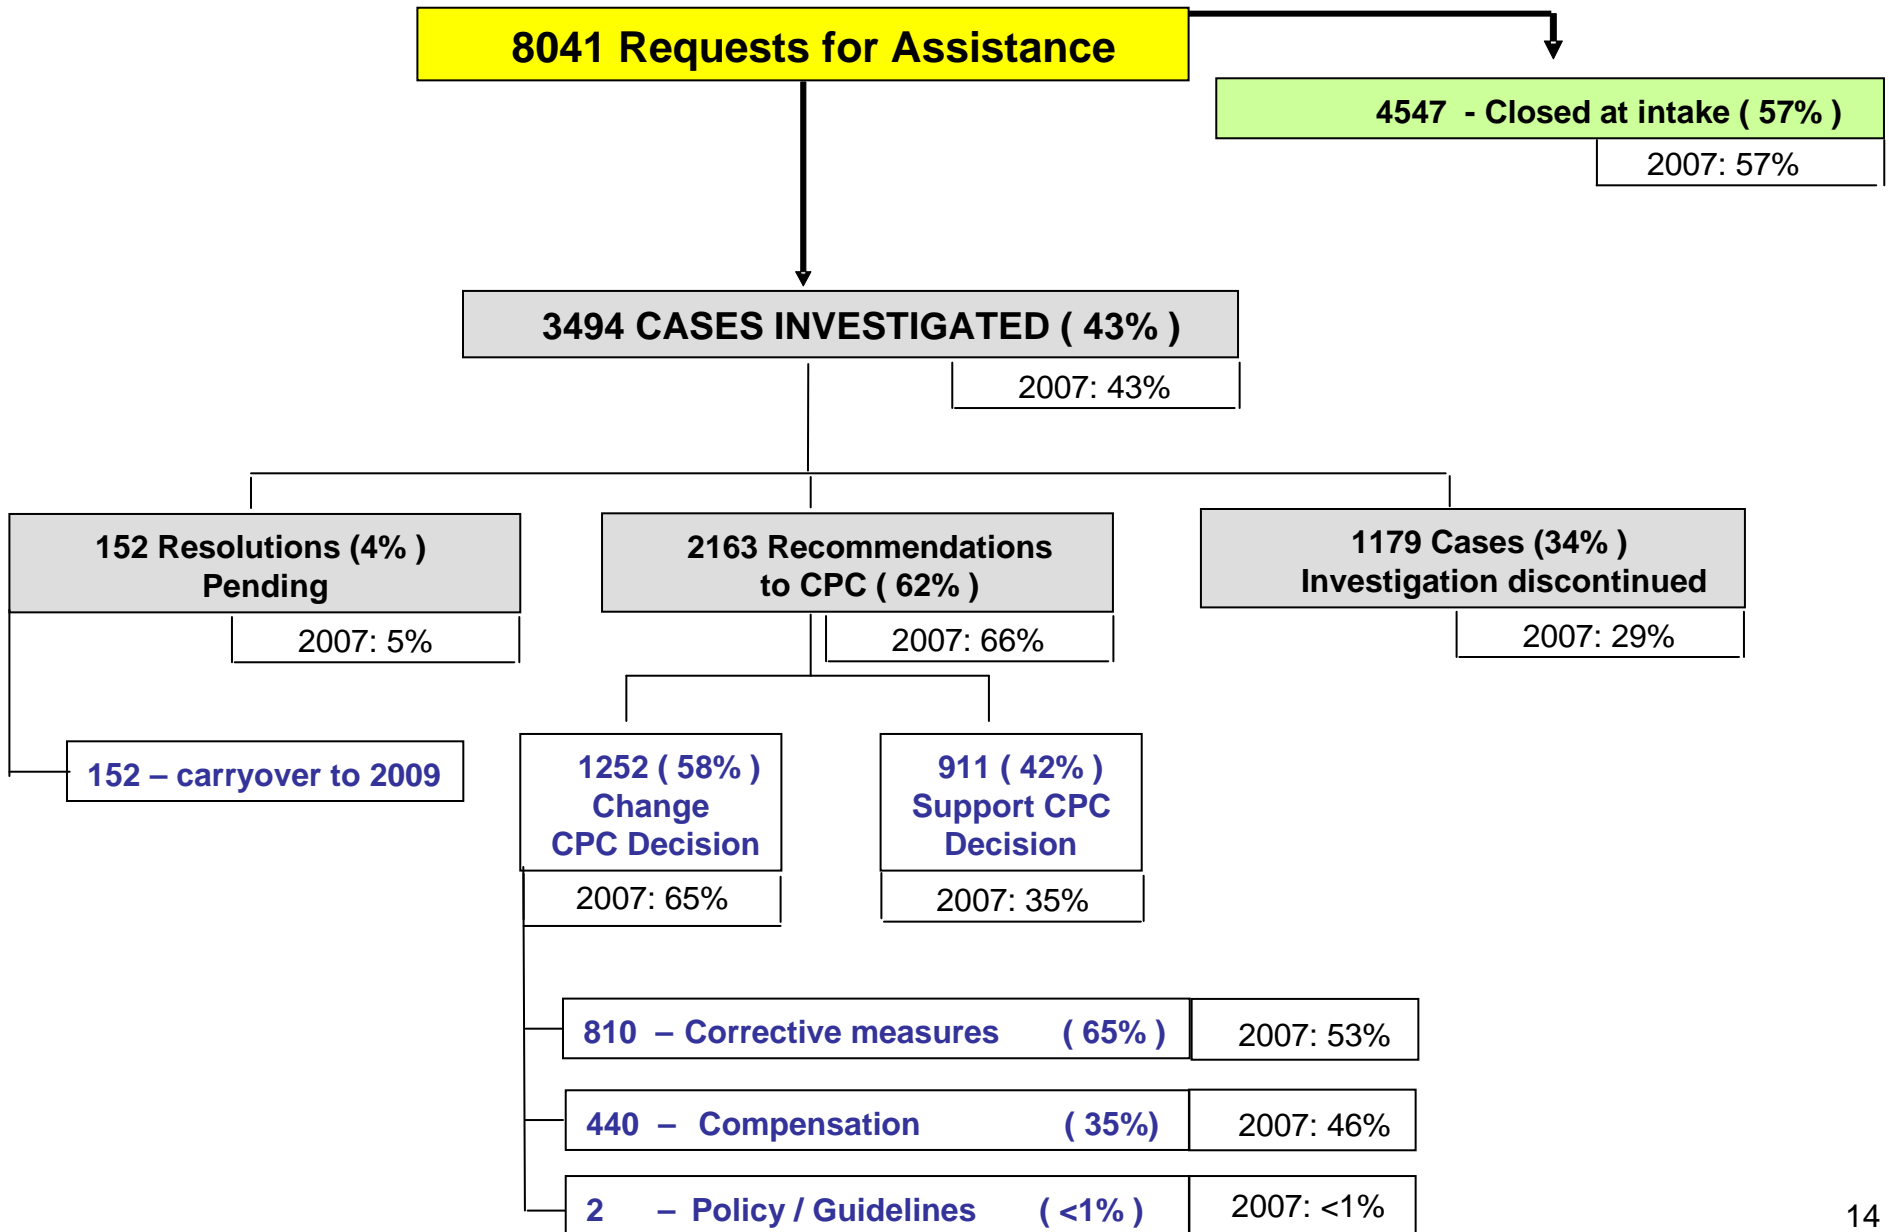 8041 Requests for Assistance
4547 - Closed at intake ( 57% )
2007: 57%
3494 CASES INVESTIGATED ( 43% )
2007: 43%
152 Resolutions (4% )
Pending
2007: 5%
2163 Recommendations
to CPC ( 62% )
2007: 66%
1179 Cases (34% )
Investigation discontinued
2007: 29%
152 – carryover to 2009
1252 ( 58% )
Change
CPC Decision
2007: 65%
911 ( 42% )
Support CPC
Decision
2007: 35%
810 – Corrective measures ( 65% )
2007: 53%
440 – Compensation ( 35%)
2007: 46%
2 – Policy / Guidelines ( <1% )
2007: <1%
14